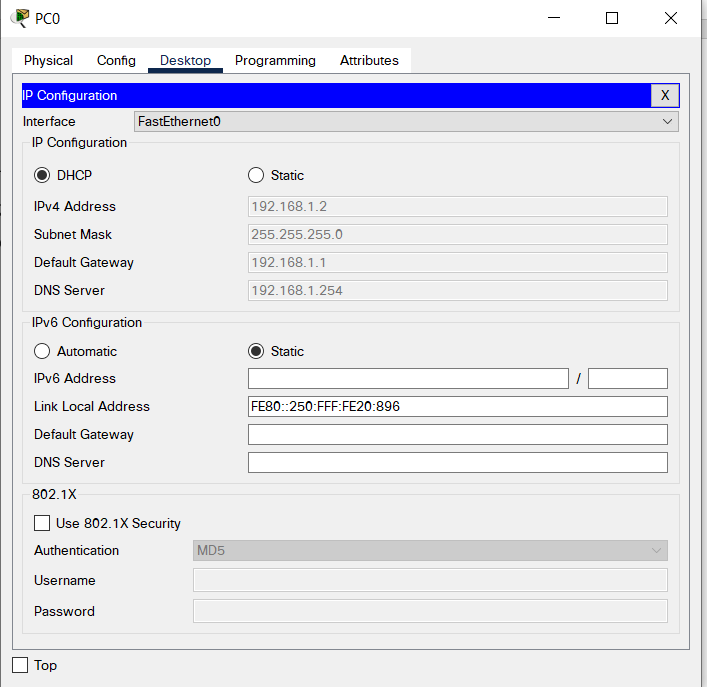 PC0
Physical Config Desktop Programming Attributes
IP Configuration X
Interface FastEthernet0
IP Configuration
DHCP Static
IPv4 Address 192.168.1.2
Subnet Mask 255.255.255.0
Default Gateway 192.168.1.1
DNS Server 192.168.1.254
IPv6 Configuration
Automatic Static
IPv6 Address /
Link Local Address FE80::250:FFF:FE20:896
Default Gateway
DNS Server
802.1X
Use 802.1X Security
Authentication MD5
Username
Password
Top